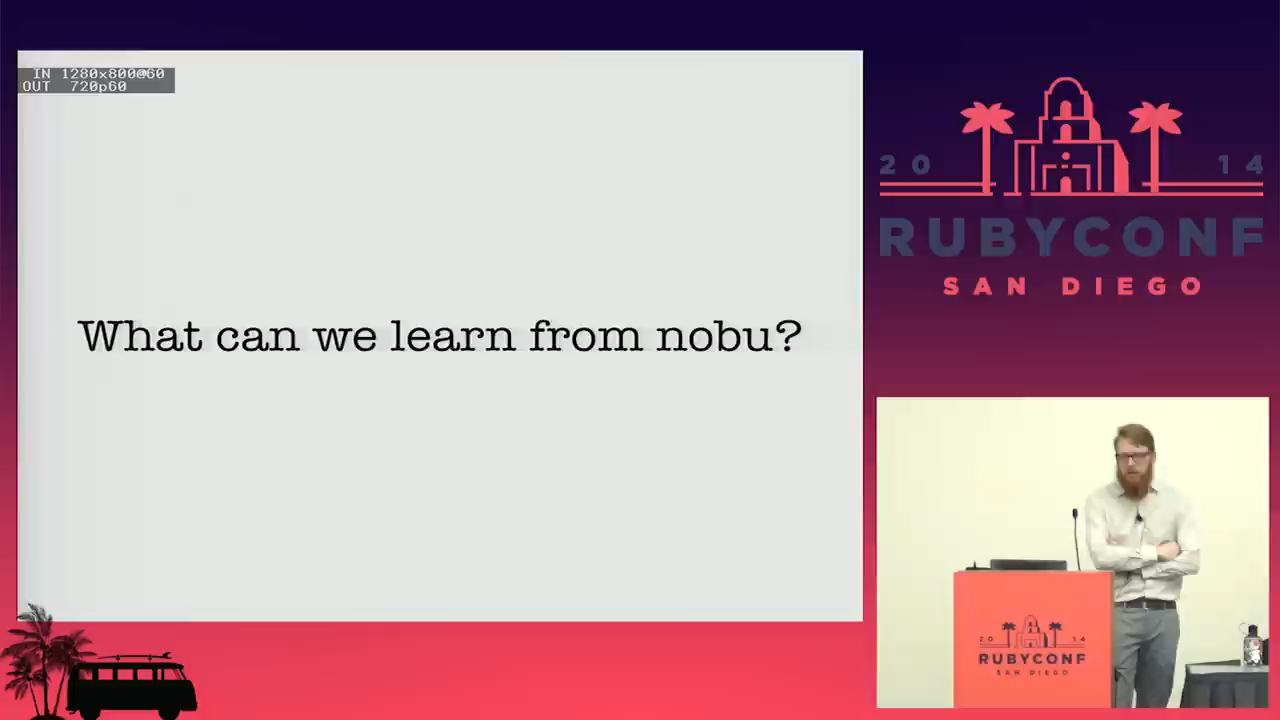 IN 1280x800@60
OUT 720p60
What can we learn from nobu?
20 14
RUBYCONF
SAN DIEGO
20 14
RUBYCONF
SAN DIEGO